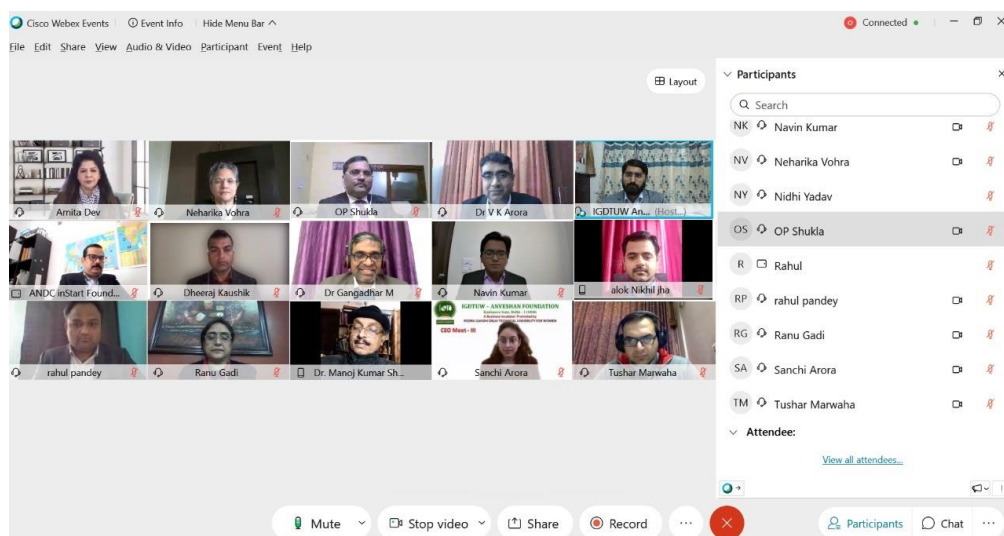 Cisco Webex Events Event Info Hide Menu Bar Connected
File Edit Share View Audio & Video Participant Event Help
Layout
Amita Dev Neharika Vohra OP Shukla Dr V K Arora IGDTUW An... (Host...)
ANDC inStart Found... Dheeraj Kaushik Dr Gangadhar M Navin Kumar alok Nikhil jha
IGDTUW - ANVESHAN FOUNDATION
CEO Meet - III
rahul pandey Ranu Gadi Dr. Manoj Kumar Sh... Sanchi Arora Tushar Marwaha
Participants
Search
NK Navin Kumar
NV Neharika Vohra
NY Nidhi Yadav
OS OP Shukla
R Rahul
RP rahul pandey
RG Ranu Gadi
SA Sanchi Arora
TM Tushar Marwaha
Attendee:
View all attendees...
Mute Stop video Share Record ... Participants Chat ...